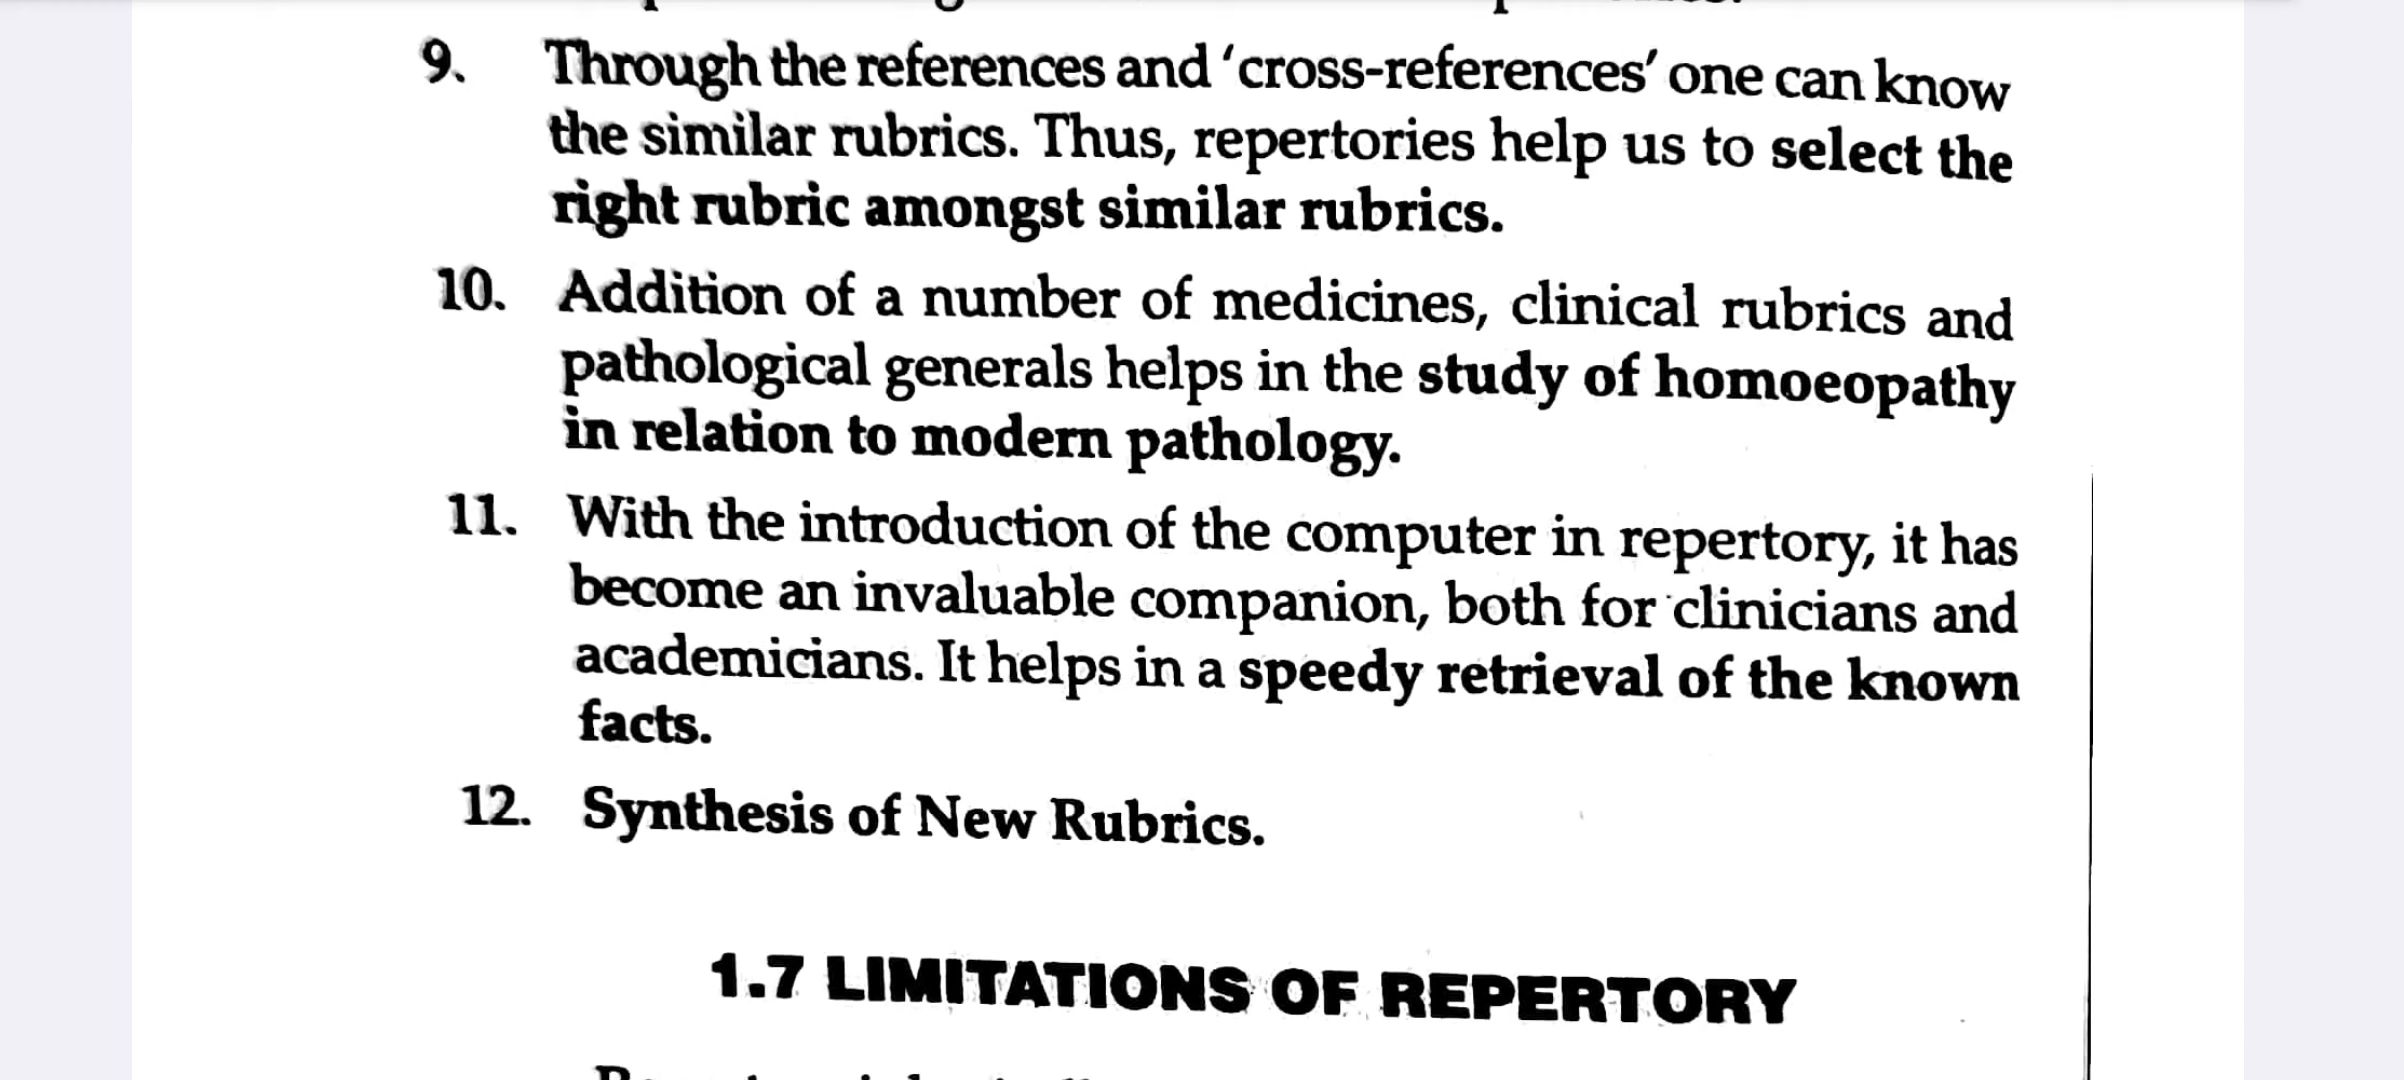 9. Through the references and 'cross-references' one can know
the similar rubrics. Thus, repertories help us to select the
right rubric amongst similar rubrics.
10. Addition of a number of medicines, clinical rubrics and
pathological generals helps in the study of homoeopathy
in relation to modern pathology.
11. With the introduction of the computer in repertory, it has
become an invaluable companion, both for clinicians and
academicians. It helps in a speedy retrieval of the known
facts.
12. Synthesis of New Rubrics.
1.7 LIMITATIONS OF REPERTORY